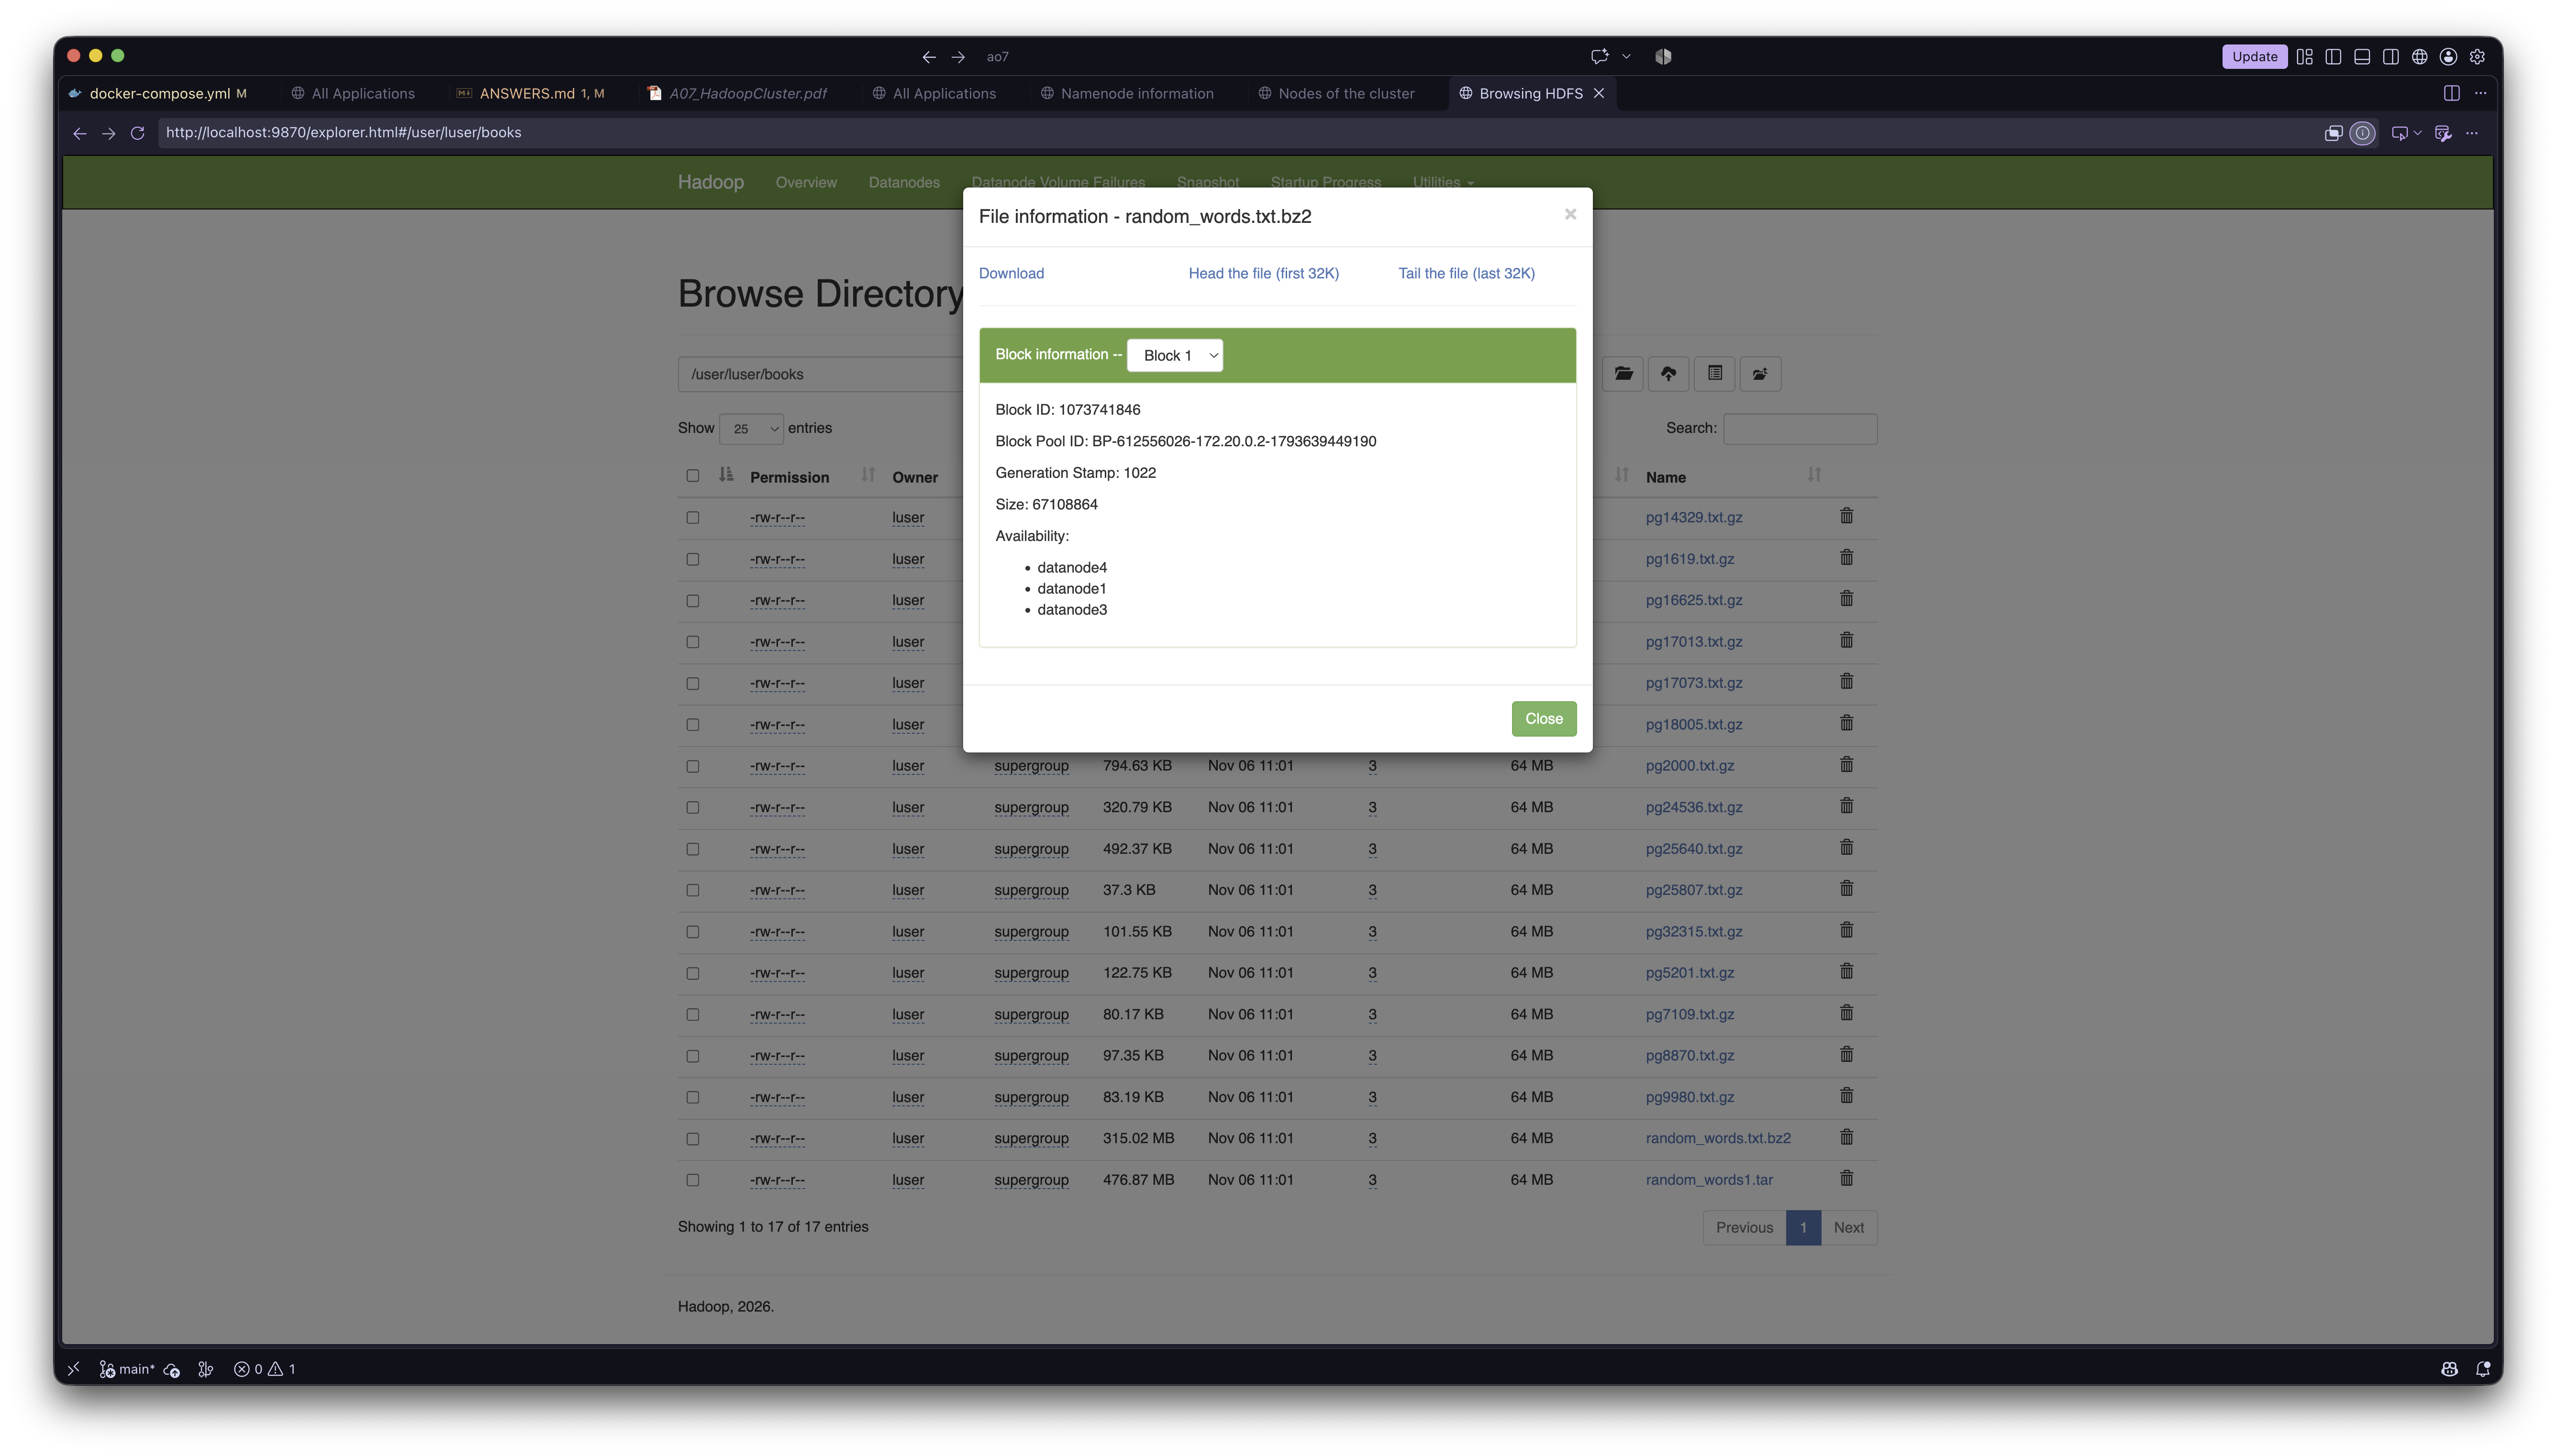 ao7
Update
docker-compose.yml M
All Applications
ANSWERS.md 1, M
A07_HadoopCluster.pdf
All Applications
Namenode information
Nodes of the cluster
Browsing HDFS
http://localhost:9870/explorer.html#/user/luser/books
Hadoop Overview Datanodes Datanode Volume Failures Snapshot Startup Progress Utilities
File information - random_words.txt.bz2
Download Head the file (first 32K) Tail the file (last 32K)
Browse Directory
Block information -- Block 1
/user/luser/books
Block ID: 1073741846
Block Pool ID: BP-612556026-172.20.0.2-1793639449190
Generation Stamp: 1022
Size: 67108864
Availability:
datanode4
datanode1
datanode3
Close
Show 25 entries
Search:
Permission Owner Name
-rw-r--r-- luser pg14329.txt.gz
-rw-r--r-- luser pg1619.txt.gz
-rw-r--r-- luser pg16625.txt.gz
-rw-r--r-- luser pg17013.txt.gz
-rw-r--r-- luser pg17073.txt.gz
-rw-r--r-- luser pg18005.txt.gz
-rw-r--r-- luser supergroup 794.63 KB Nov 06 11:01 3 64 MB pg2000.txt.gz
-rw-r--r-- luser supergroup 320.79 KB Nov 06 11:01 3 64 MB pg24536.txt.gz
-rw-r--r-- luser supergroup 492.37 KB Nov 06 11:01 3 64 MB pg25640.txt.gz
-rw-r--r-- luser supergroup 37.3 KB Nov 06 11:01 3 64 MB pg25807.txt.gz
-rw-r--r-- luser supergroup 101.55 KB Nov 06 11:01 3 64 MB pg32315.txt.gz
-rw-r--r-- luser supergroup 122.75 KB Nov 06 11:01 3 64 MB pg5201.txt.gz
-rw-r--r-- luser supergroup 80.17 KB Nov 06 11:01 3 64 MB pg7109.txt.gz
-rw-r--r-- luser supergroup 97.35 KB Nov 06 11:01 3 64 MB pg8870.txt.gz
-rw-r--r-- luser supergroup 83.19 KB Nov 06 11:01 3 64 MB pg9980.txt.gz
-rw-r--r-- luser supergroup 315.02 MB Nov 06 11:01 3 64 MB random_words.txt.bz2
-rw-r--r-- luser supergroup 476.87 MB Nov 06 11:01 3 64 MB random_words1.tar
Showing 1 to 17 of 17 entries
Previous 1 Next
Hadoop, 2026.
main* 0 1